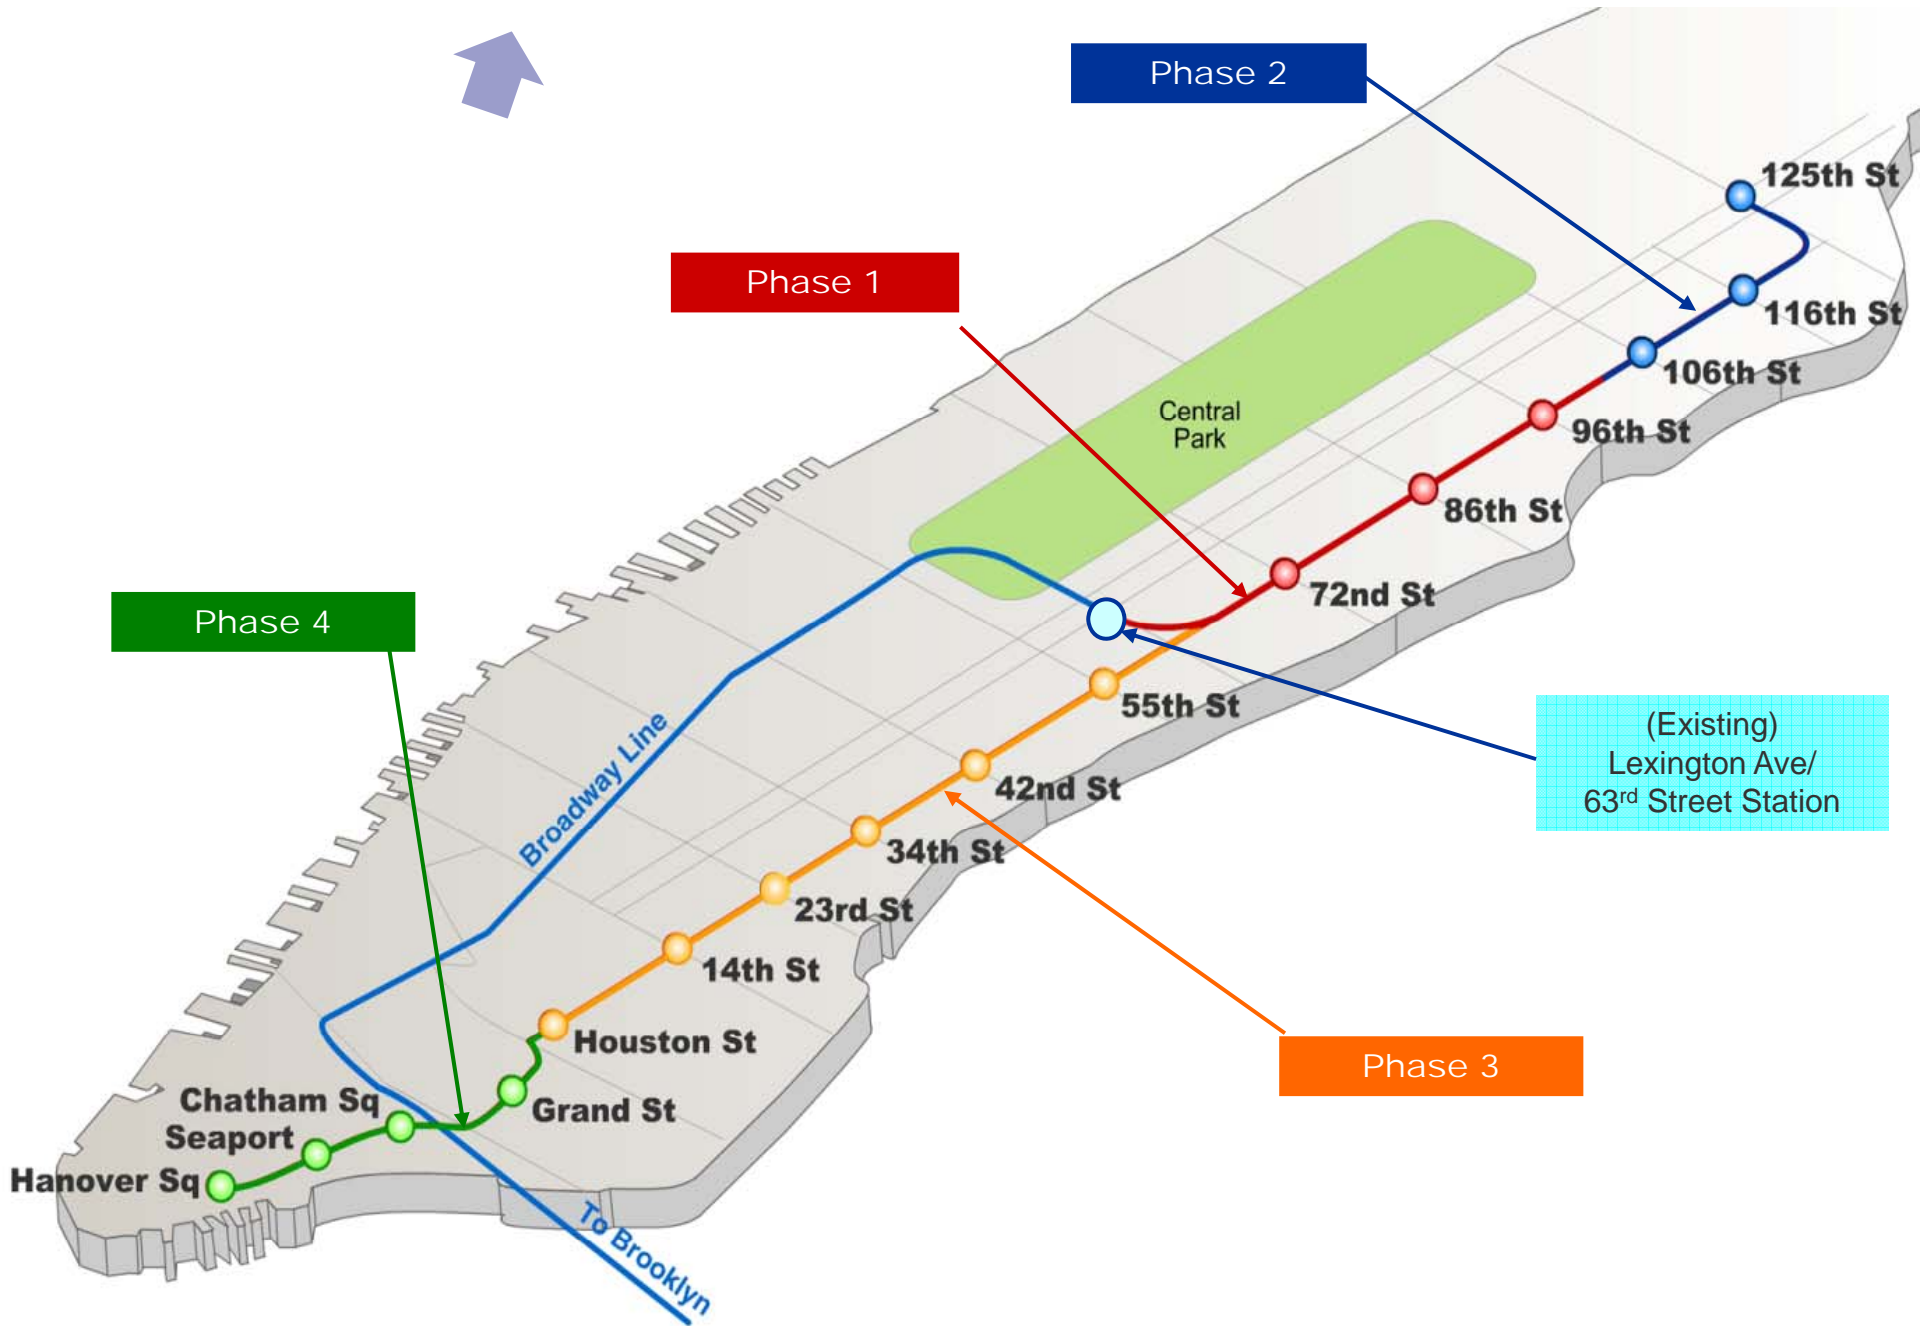 Phase 2
125th St
Phase 1
116th St
106th St
Central
Park
96th St
86th St
72nd St
Phase 4
55th St
(Existing)
Lexington Ave/
63rd Street Station
Broadway Line
42nd St
34th St
23rd St
14th St
Houston St
Phase 3
Chatham Sq
Grand St
Seaport
Hanover Sq
To Brooklyn